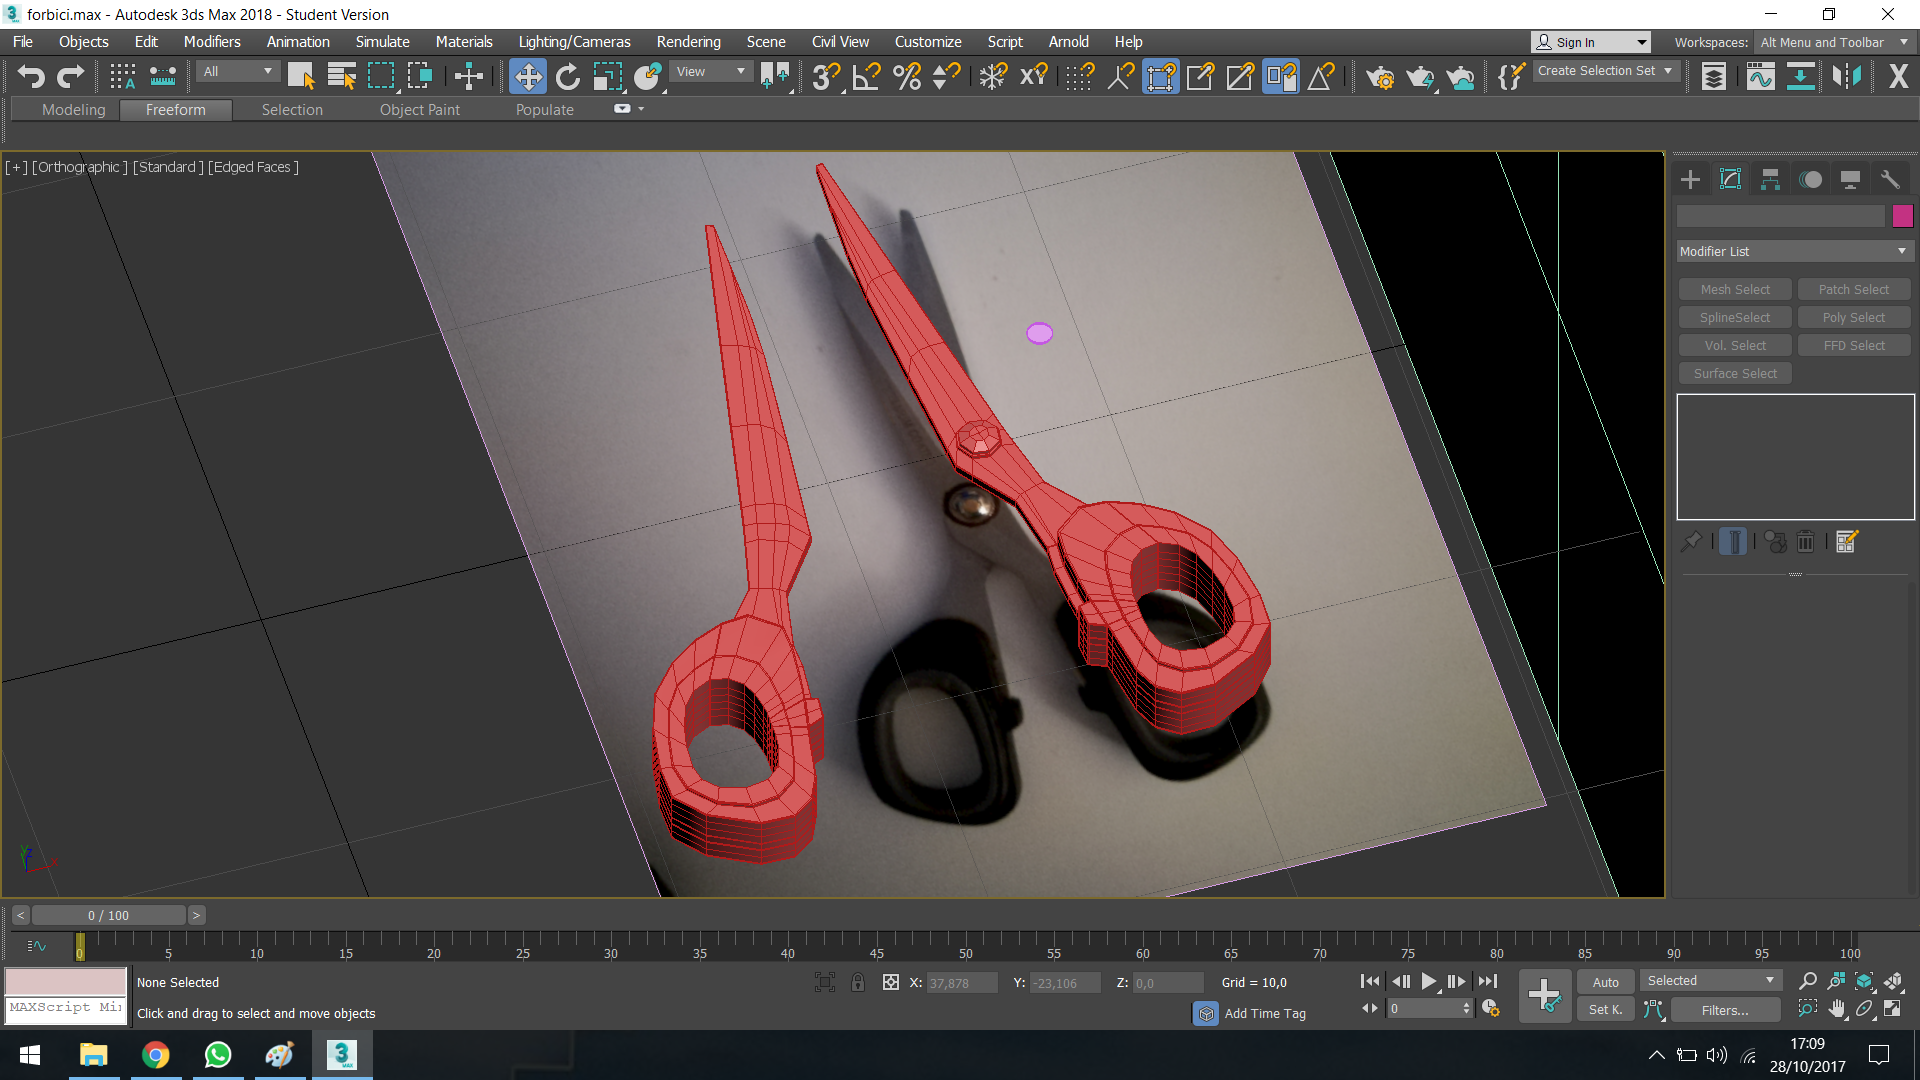 forbici.max - Autodesk 3ds Max 2018 - Student Version
File Objects Edit Modifiers Animation Simulate Materials Lighting/Cameras Rendering Scene Civil View Customize Script Arnold Help
Sign In
Workspaces: Alt Menu and Toolbar
All
View
Create Selection Set
Modeling Freeform Selection Object Paint Populate
[+] [Orthographic ] [Standard ] [Edged Faces ]
Modifier List
Mesh Select Patch Select
SplineSelect Poly Select
Vol. Select FFD Select
Surface Select
< 0 / 100 >
0 5 10 15 20 25 30 35 40 45 50 55 60 65 70 75 80 85 90 95 100
None Selected
X: 37,878 Y: -23,106 Z: 0,0 Grid = 10,0
Auto Selected
MAXScript Mi
Click and drag to select and move objects
Add Time Tag
0
Set K. Filters...
17:09
28/10/2017